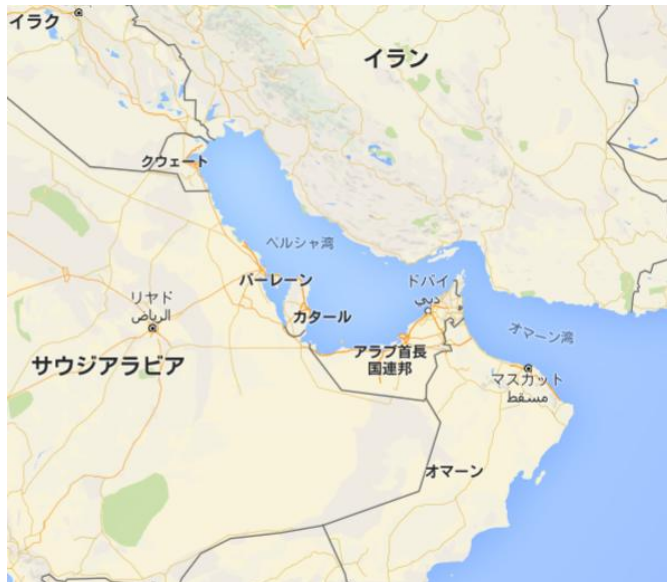 イラク
イラン
クウェート
ペルシャ湾
バーレーン
ドバイ
دبي
リヤド
الرياض
カタール
オマーン湾
アラブ首長
国連邦
サウジアラビア
マスカット
مسقط
オマーン